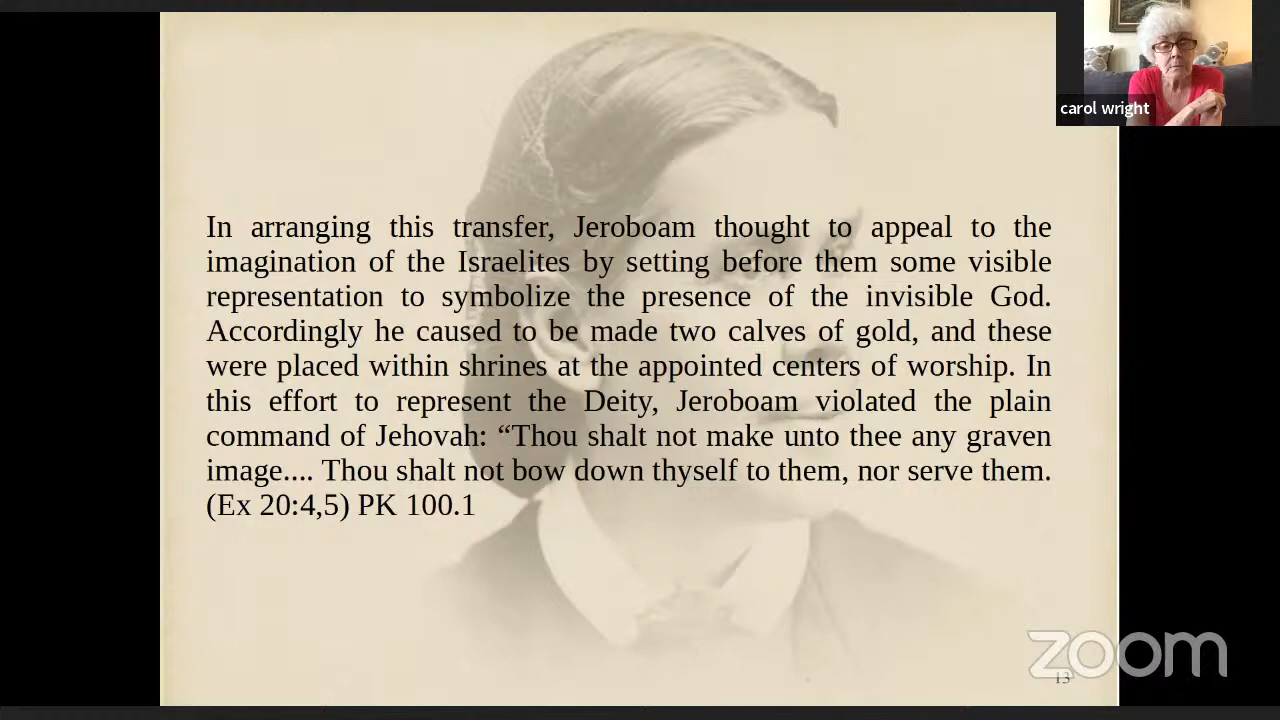 carol wright
In arranging this transfer, Jeroboam thought to appeal to the
imagination of the Israelites by setting before them some visible
representation to symbolize the presence of the invisible God.
Accordingly he caused to be made two calves of gold, and these
were placed within shrines at the appointed centers of worship. In
this effort to represent the Deity, Jeroboam violated the plain
command of Jehovah: “Thou shalt not make unto thee any graven
image.... Thou shalt not bow down thyself to them, nor serve them.
(Ex 20:4,5) PK 100.1
zoom
13